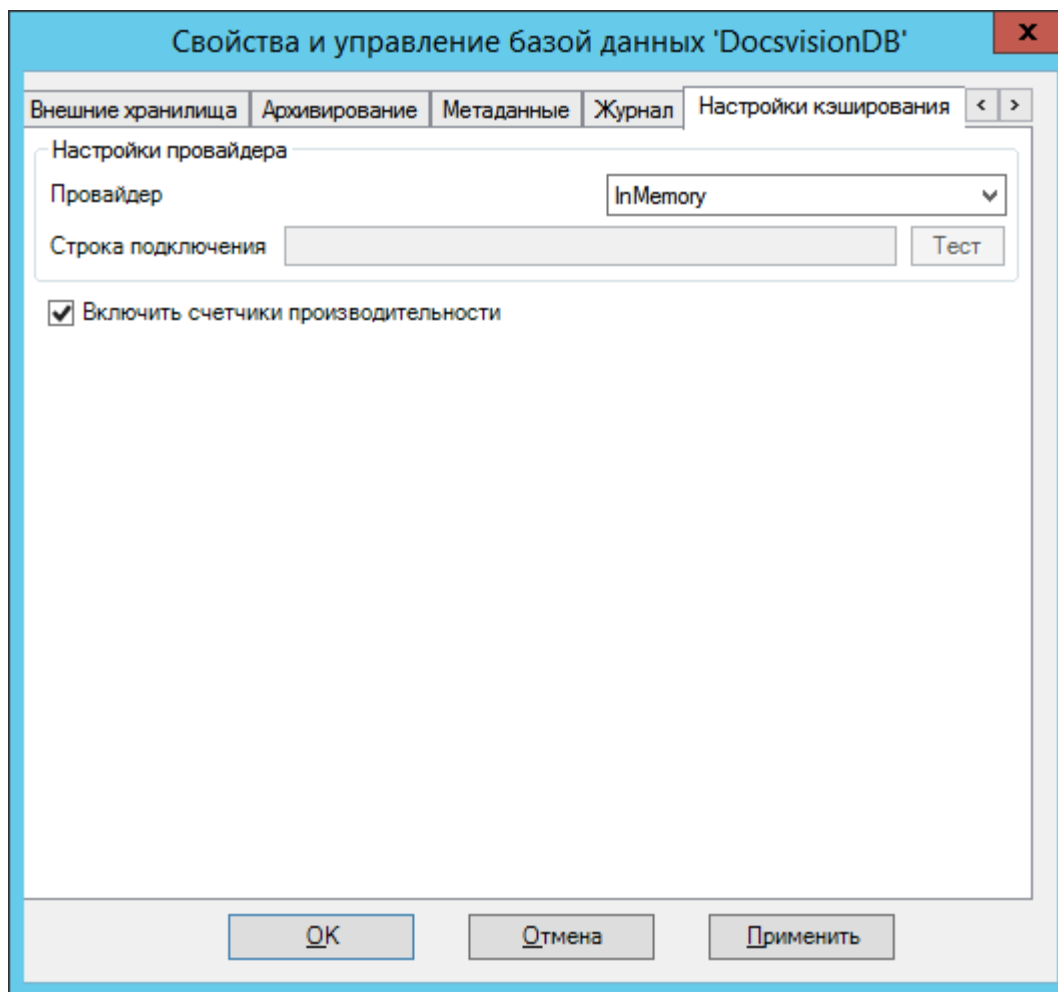 Свойства и управление базой данных 'DocsvisionDB'
x
Внешние хранилища Архивирование Метаданные Журнал Настройки кэширования < >
Настройки провайдера
Провайдер InMemory
Строка подключения Тест
Включить счетчики производительности
OK Отмена Применить